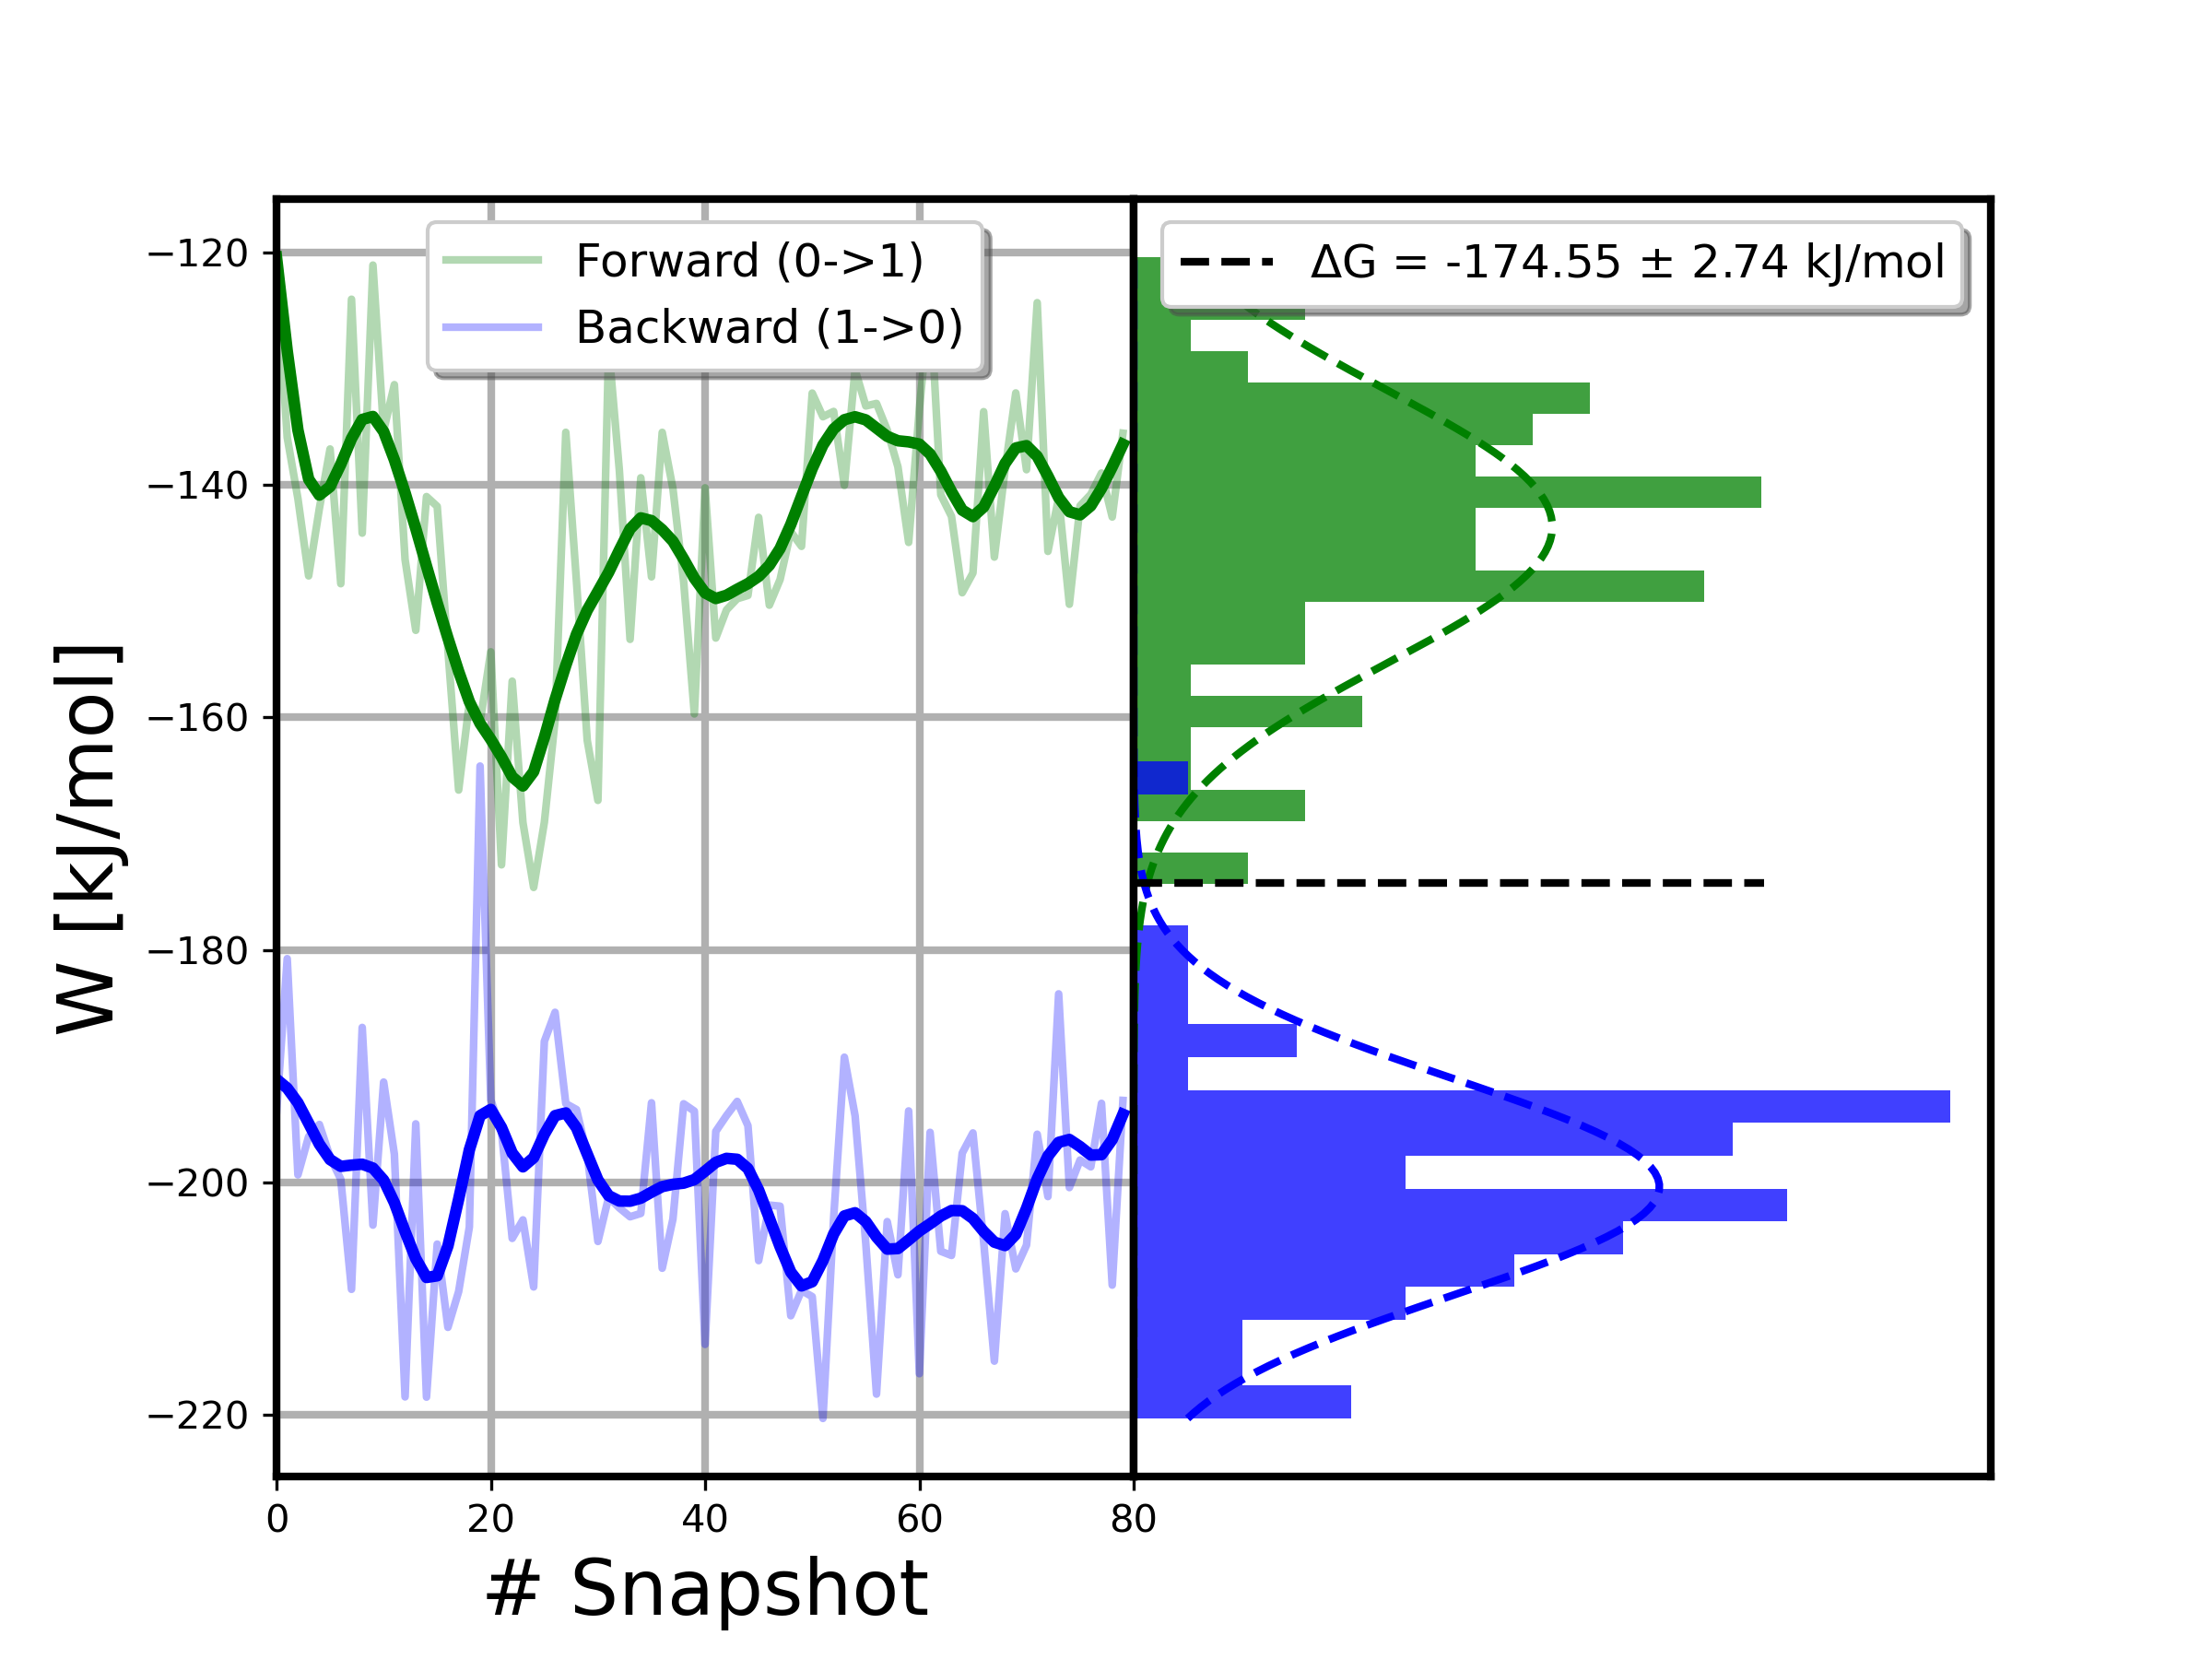 Forward (0->1)
Backward (1->0)
ΔG = -174.55 ± 2.74 kJ/mol
W [kJ/mol]
−120
−140
−160
−180
−200
−220
0 20 40 60 80
# Snapshot